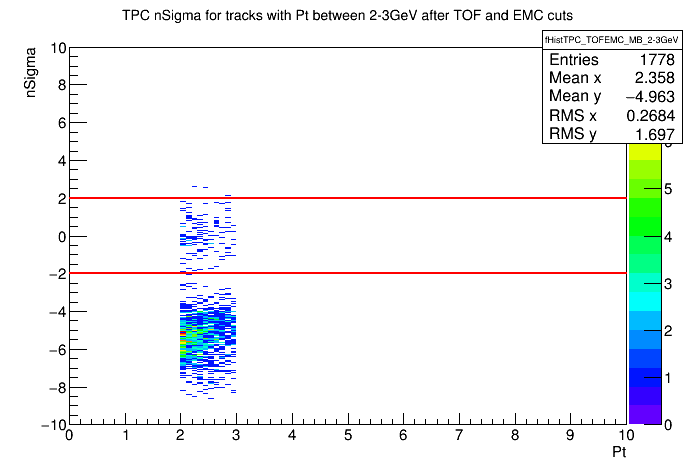 TPC nSigma for tracks with Pt between 2-3GeV after TOF and EMC cuts
fHistTPC_TOFEMC_MB_2-3GeV
Entries 1778
Mean x 2.358
Mean y −4.963
RMS x 0.2684
RMS y 1.697
nSigma
10
8
6
4
2
0
−2
−4
−6
−8
−10
0 1 2 3 4 5 6 7 8 9 10
Pt
5
4
3
2
1
0